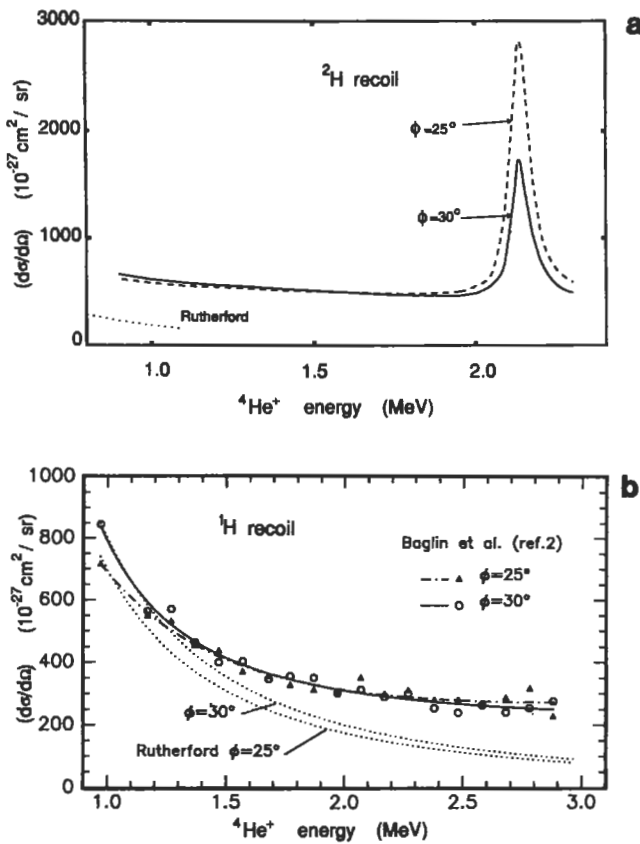 a
3000
2000
1000
0
(dσ/dΩ) (10⁻²⁷cm²/ sr)
²H recoil
ϕ=25°
ϕ=30°
Rutherford
1.0 1.5 2.0
⁴He⁺ energy (MeV)
b
1000
800
600
400
200
0
(dσ/dΩ) (10⁻²⁷cm²/ sr)
¹H recoil
Baglin et al. (ref.2)
ϕ=25°
ϕ=30°
ϕ=30°
Rutherford ϕ=25°
1.0 1.5 2.0 2.5 3.0
⁴He⁺ energy (MeV)